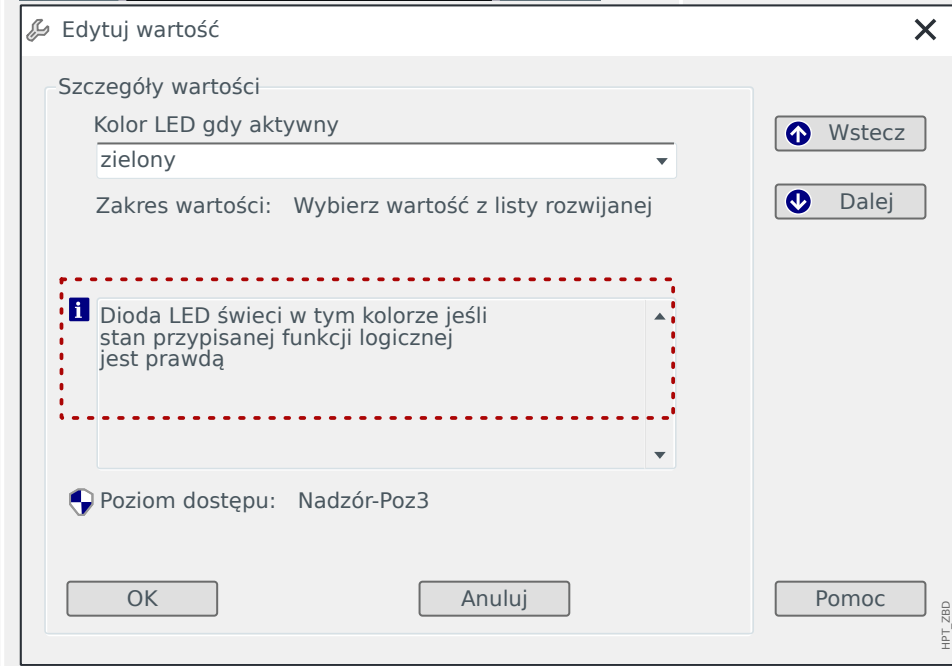 Edytuj wartość
Szczegóły wartości
Kolor LED gdy aktywny
zielony
Wstecz
Zakres wartości: Wybierz wartość z listy rozwijanej
Dalej
i
Dioda LED świeci w tym kolorze jeśli
stan przypisanej funkcji logicznej
jest prawdą
Poziom dostępu: Nadzór-Poz3
OK
Anuluj
Pomoc
HPT_ZBD